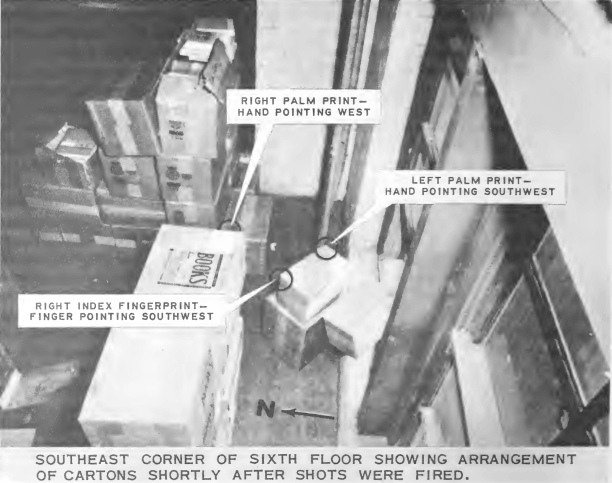 RIGHT PALM PRINT—
HAND POINTING WEST
LEFT PALM PRINT—
HAND POINTING SOUTHWEST
BOOKS
RIGHT INDEX FINGERPRINT—
FINGER POINTING SOUTHWEST
N
SOUTHEAST CORNER OF SIXTH FLOOR SHOWING ARRANGEMENT
OF CARTONS SHORTLY AFTER SHOTS WERE FIRED.